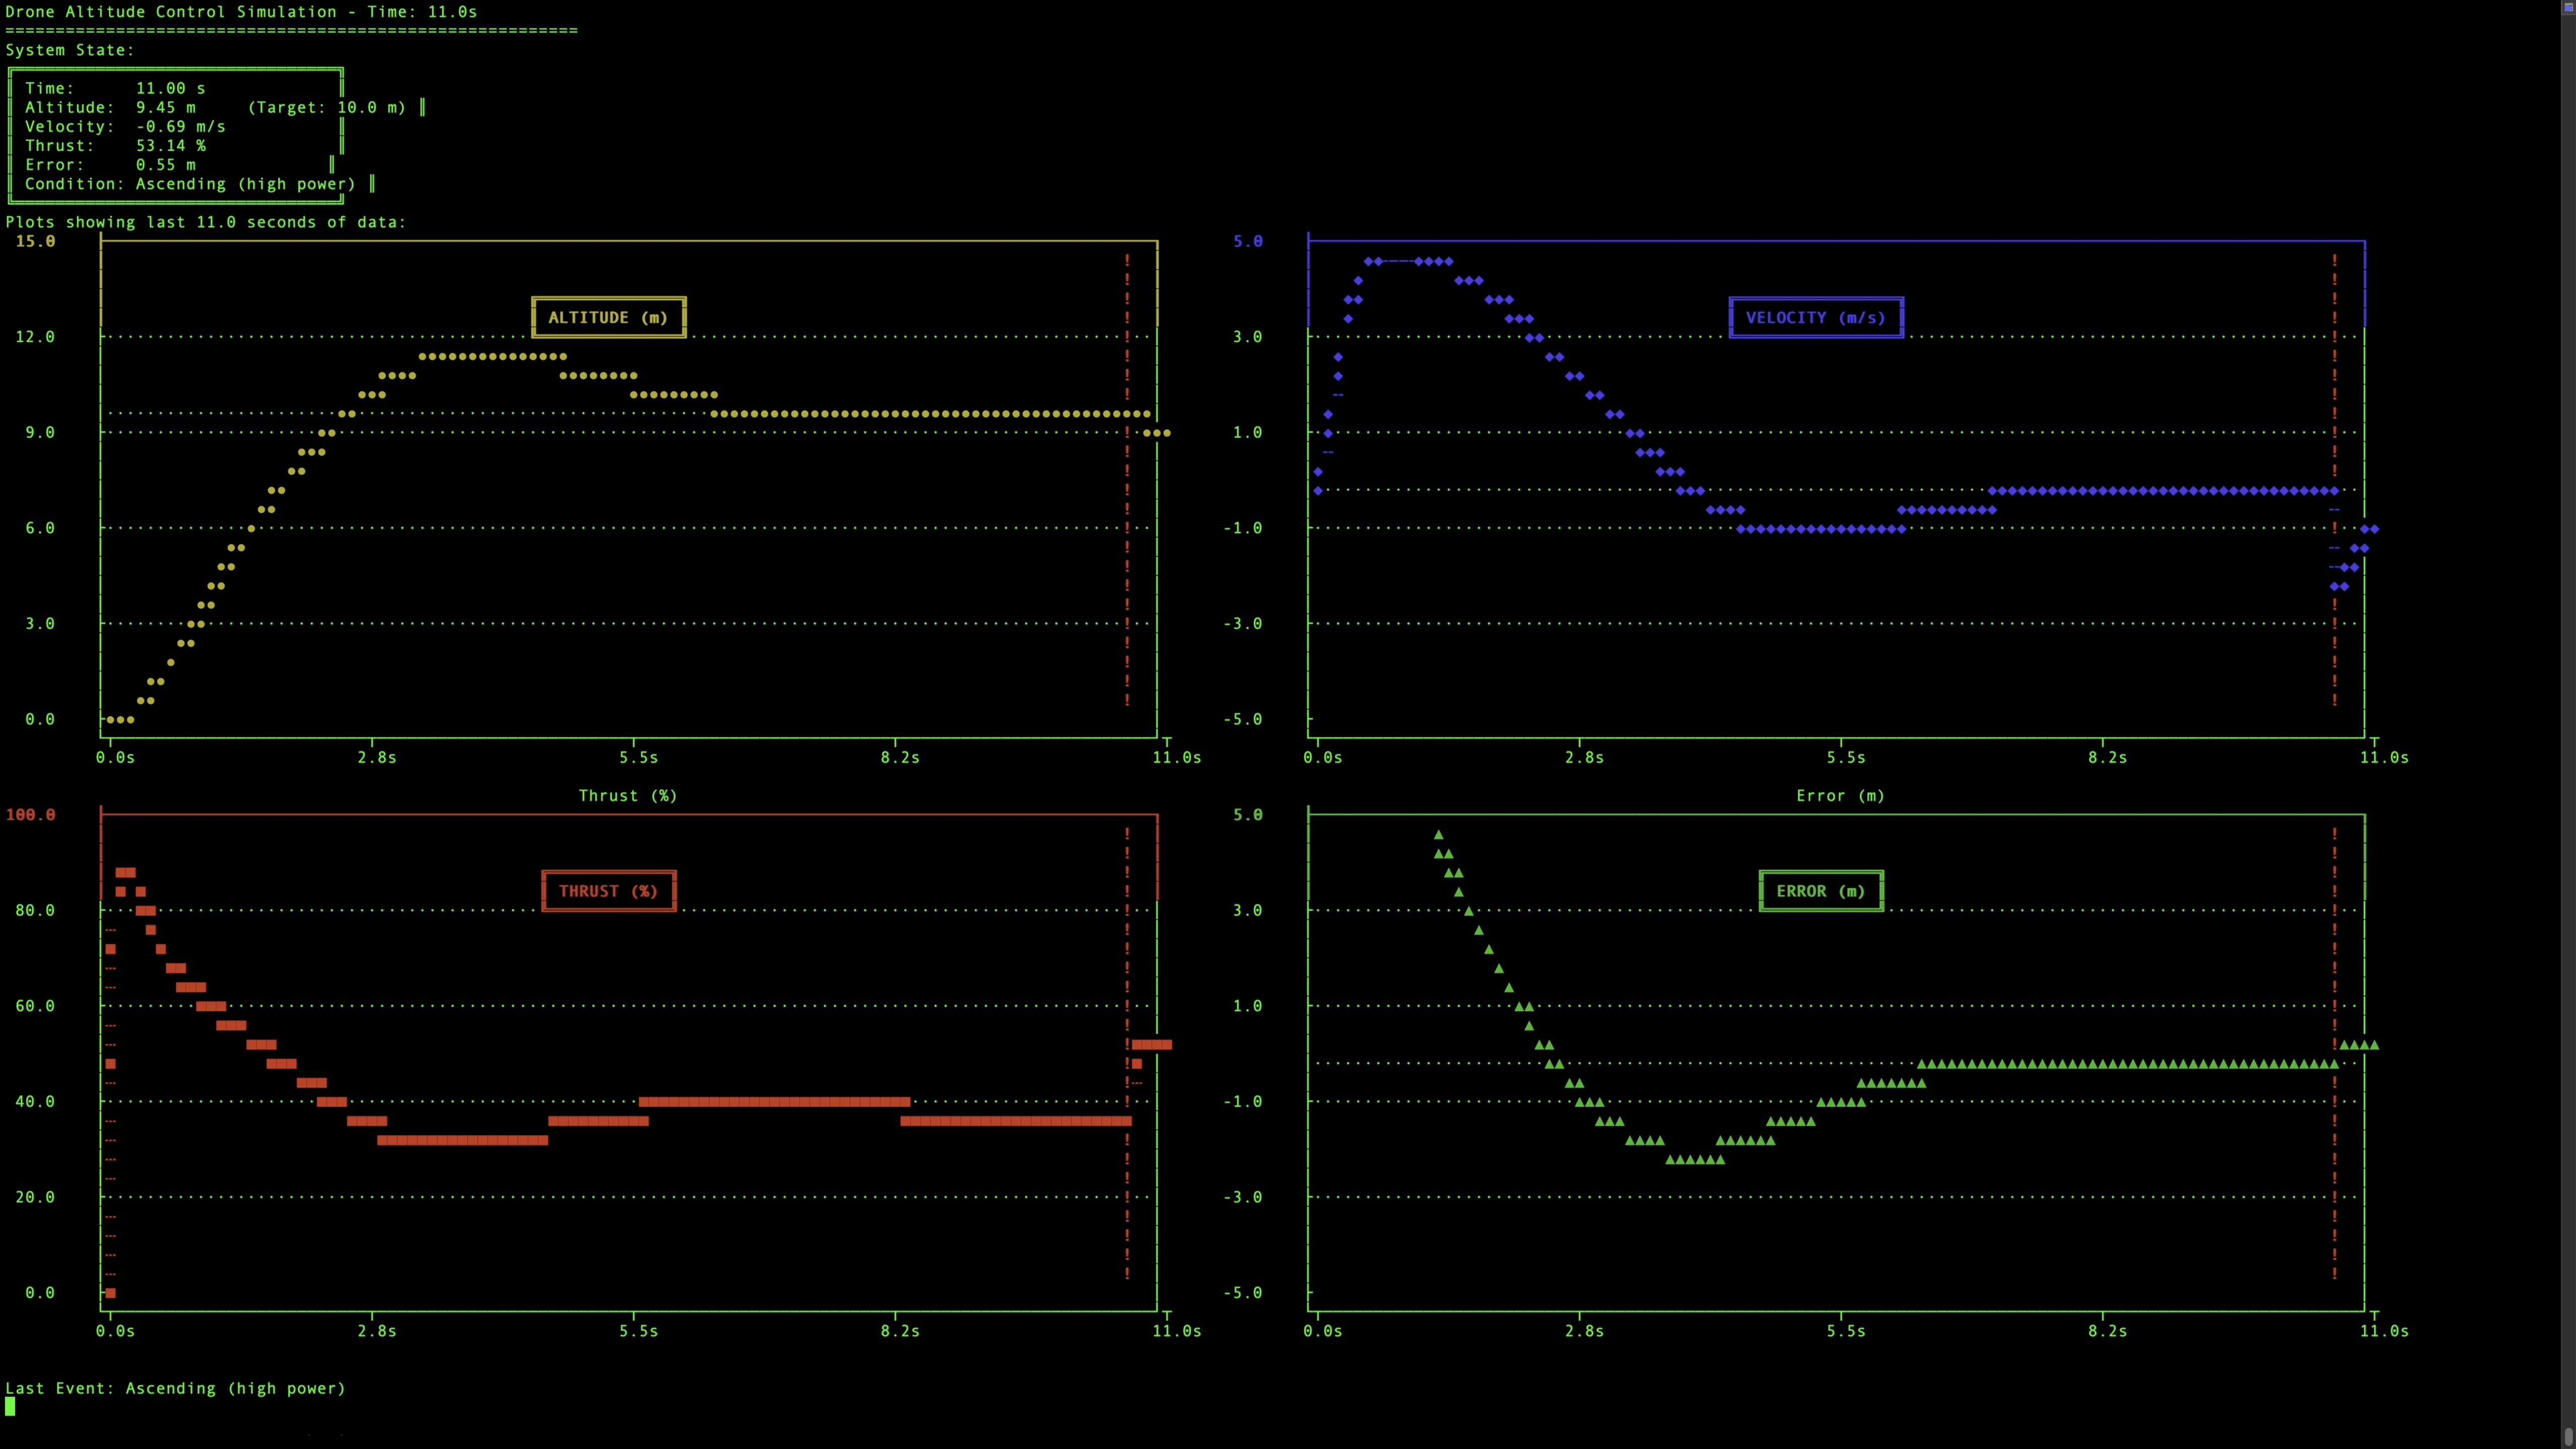 Drone Altitude Control Simulation - Time: 11.0s
=========================================================
System State:
Time: 11.00 s
Altitude: 9.45 m (Target: 10.0 m)
Velocity: -0.69 m/s
Thrust: 53.14 %
Error: 0.55 m
Condition: Ascending (high power)
Plots showing last 11.0 seconds of data:
15.0
ALTITUDE (m)
12.0
9.0
6.0
3.0
0.0
0.0s 2.8s 5.5s 8.2s 11.0s
5.0
VELOCITY (m/s)
3.0
1.0
-1.0
-3.0
-5.0
0.0s 2.8s 5.5s 8.2s 11.0s
Thrust (%)
100.0
THRUST (%)
80.0
60.0
40.0
20.0
0.0
0.0s 2.8s 5.5s 8.2s 11.0s
Error (m)
5.0
ERROR (m)
3.0
1.0
-1.0
-3.0
-5.0
0.0s 2.8s 5.5s 8.2s 11.0s
Last Event: Ascending (high power)